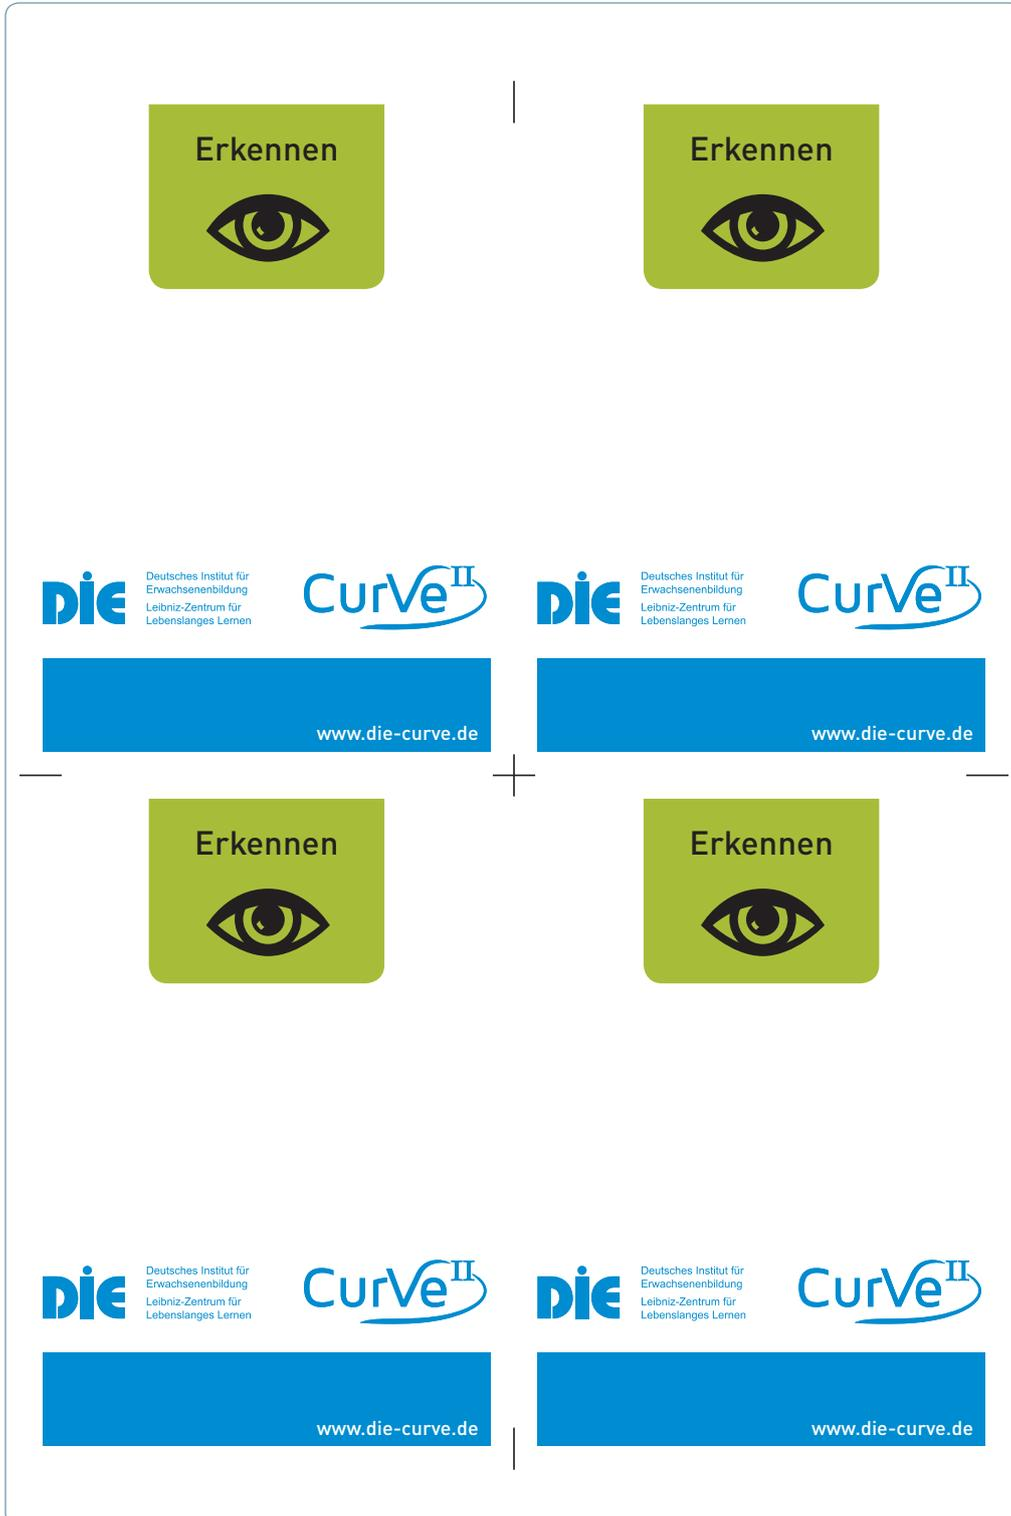 Erkennen
Erkennen
DIE
Deutsches Institut für
Erwachsenenbildung
Leibniz-Zentrum für
Lebenslanges Lernen
CurVe II
DIE
Deutsches Institut für
Erwachsenenbildung
Leibniz-Zentrum für
Lebenslanges Lernen
CurVe II
www.die-curve.de
www.die-curve.de
Erkennen
Erkennen
DIE
Deutsches Institut für
Erwachsenenbildung
Leibniz-Zentrum für
Lebenslanges Lernen
CurVe II
DIE
Deutsches Institut für
Erwachsenenbildung
Leibniz-Zentrum für
Lebenslanges Lernen
CurVe II
www.die-curve.de
www.die-curve.de